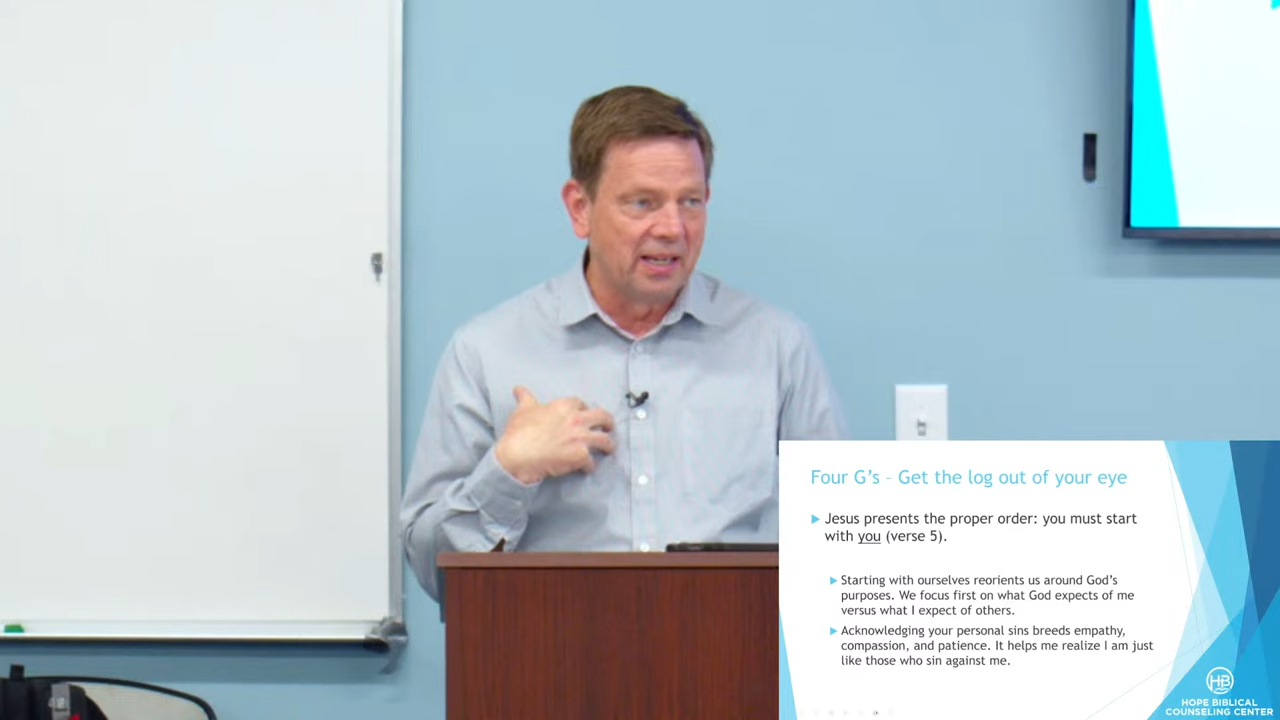 Four G's – Get the log out of your eye
Jesus presents the proper order: you must start
with you (verse 5).
Starting with ourselves reorients us around God's
purposes. We focus first on what God expects of me
versus what I expect of others.
Acknowledging your personal sins breeds empathy,
compassion, and patience. It helps me realize I am just
like those who sin against me.
HB
HOPE BIBLICAL
COUNSELING CENTER